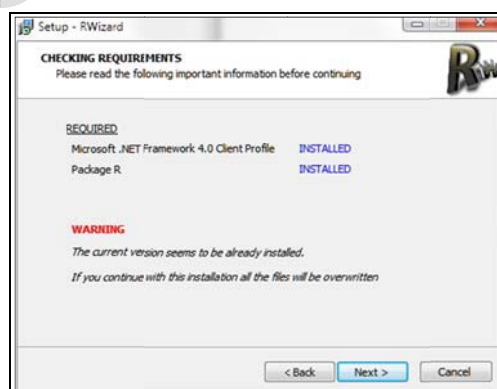 Setup - RWizard
CHECKING REQUIREMENTS
Please read the following important information before continuing
RW
REQUIRED
Microsoft .NET Framework 4.0 Client Profile INSTALLED
Package R INSTALLED
WARNING
The current version seems to be already installed.
If you continue with this installation all the files will be overwritten
< Back Next > Cancel